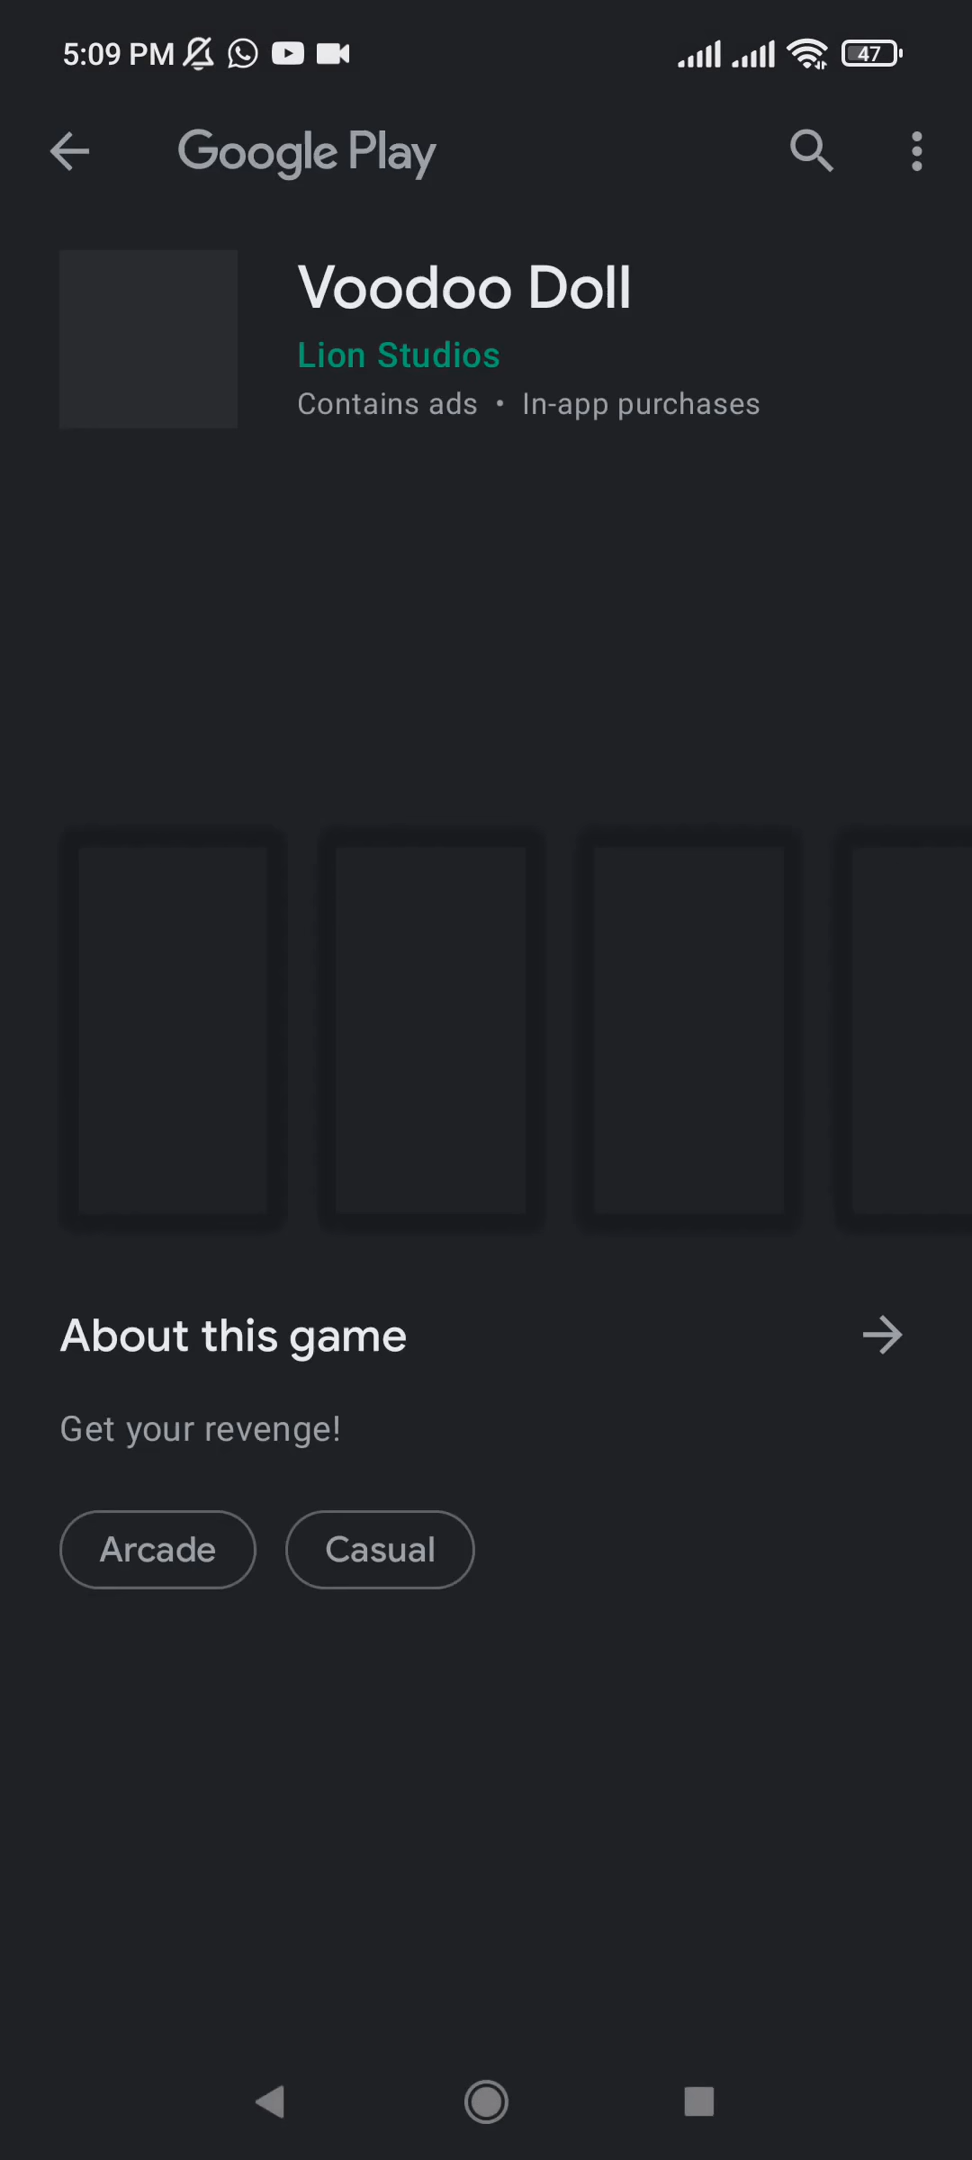 5:09 PM
47
Google Play
Voodoo Doll
Lion Studios
Contains ads • In-app purchases
About this game
Get your revenge!
Arcade
Casual